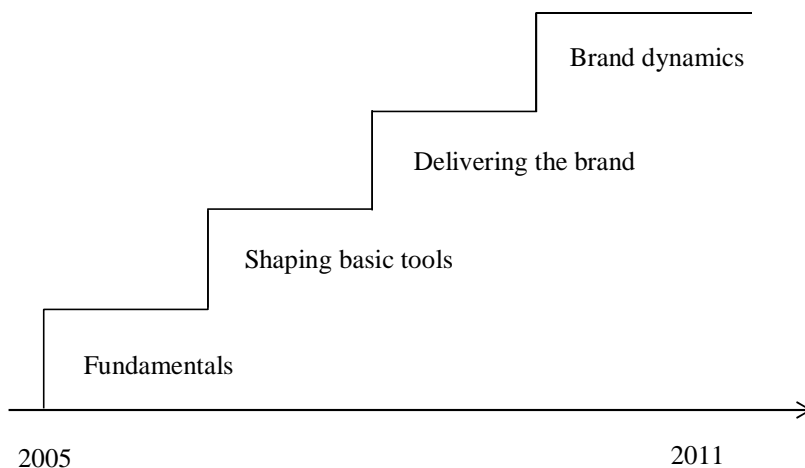 Brand dynamics
Delivering the brand
Shaping basic tools
Fundamentals
2005
2011